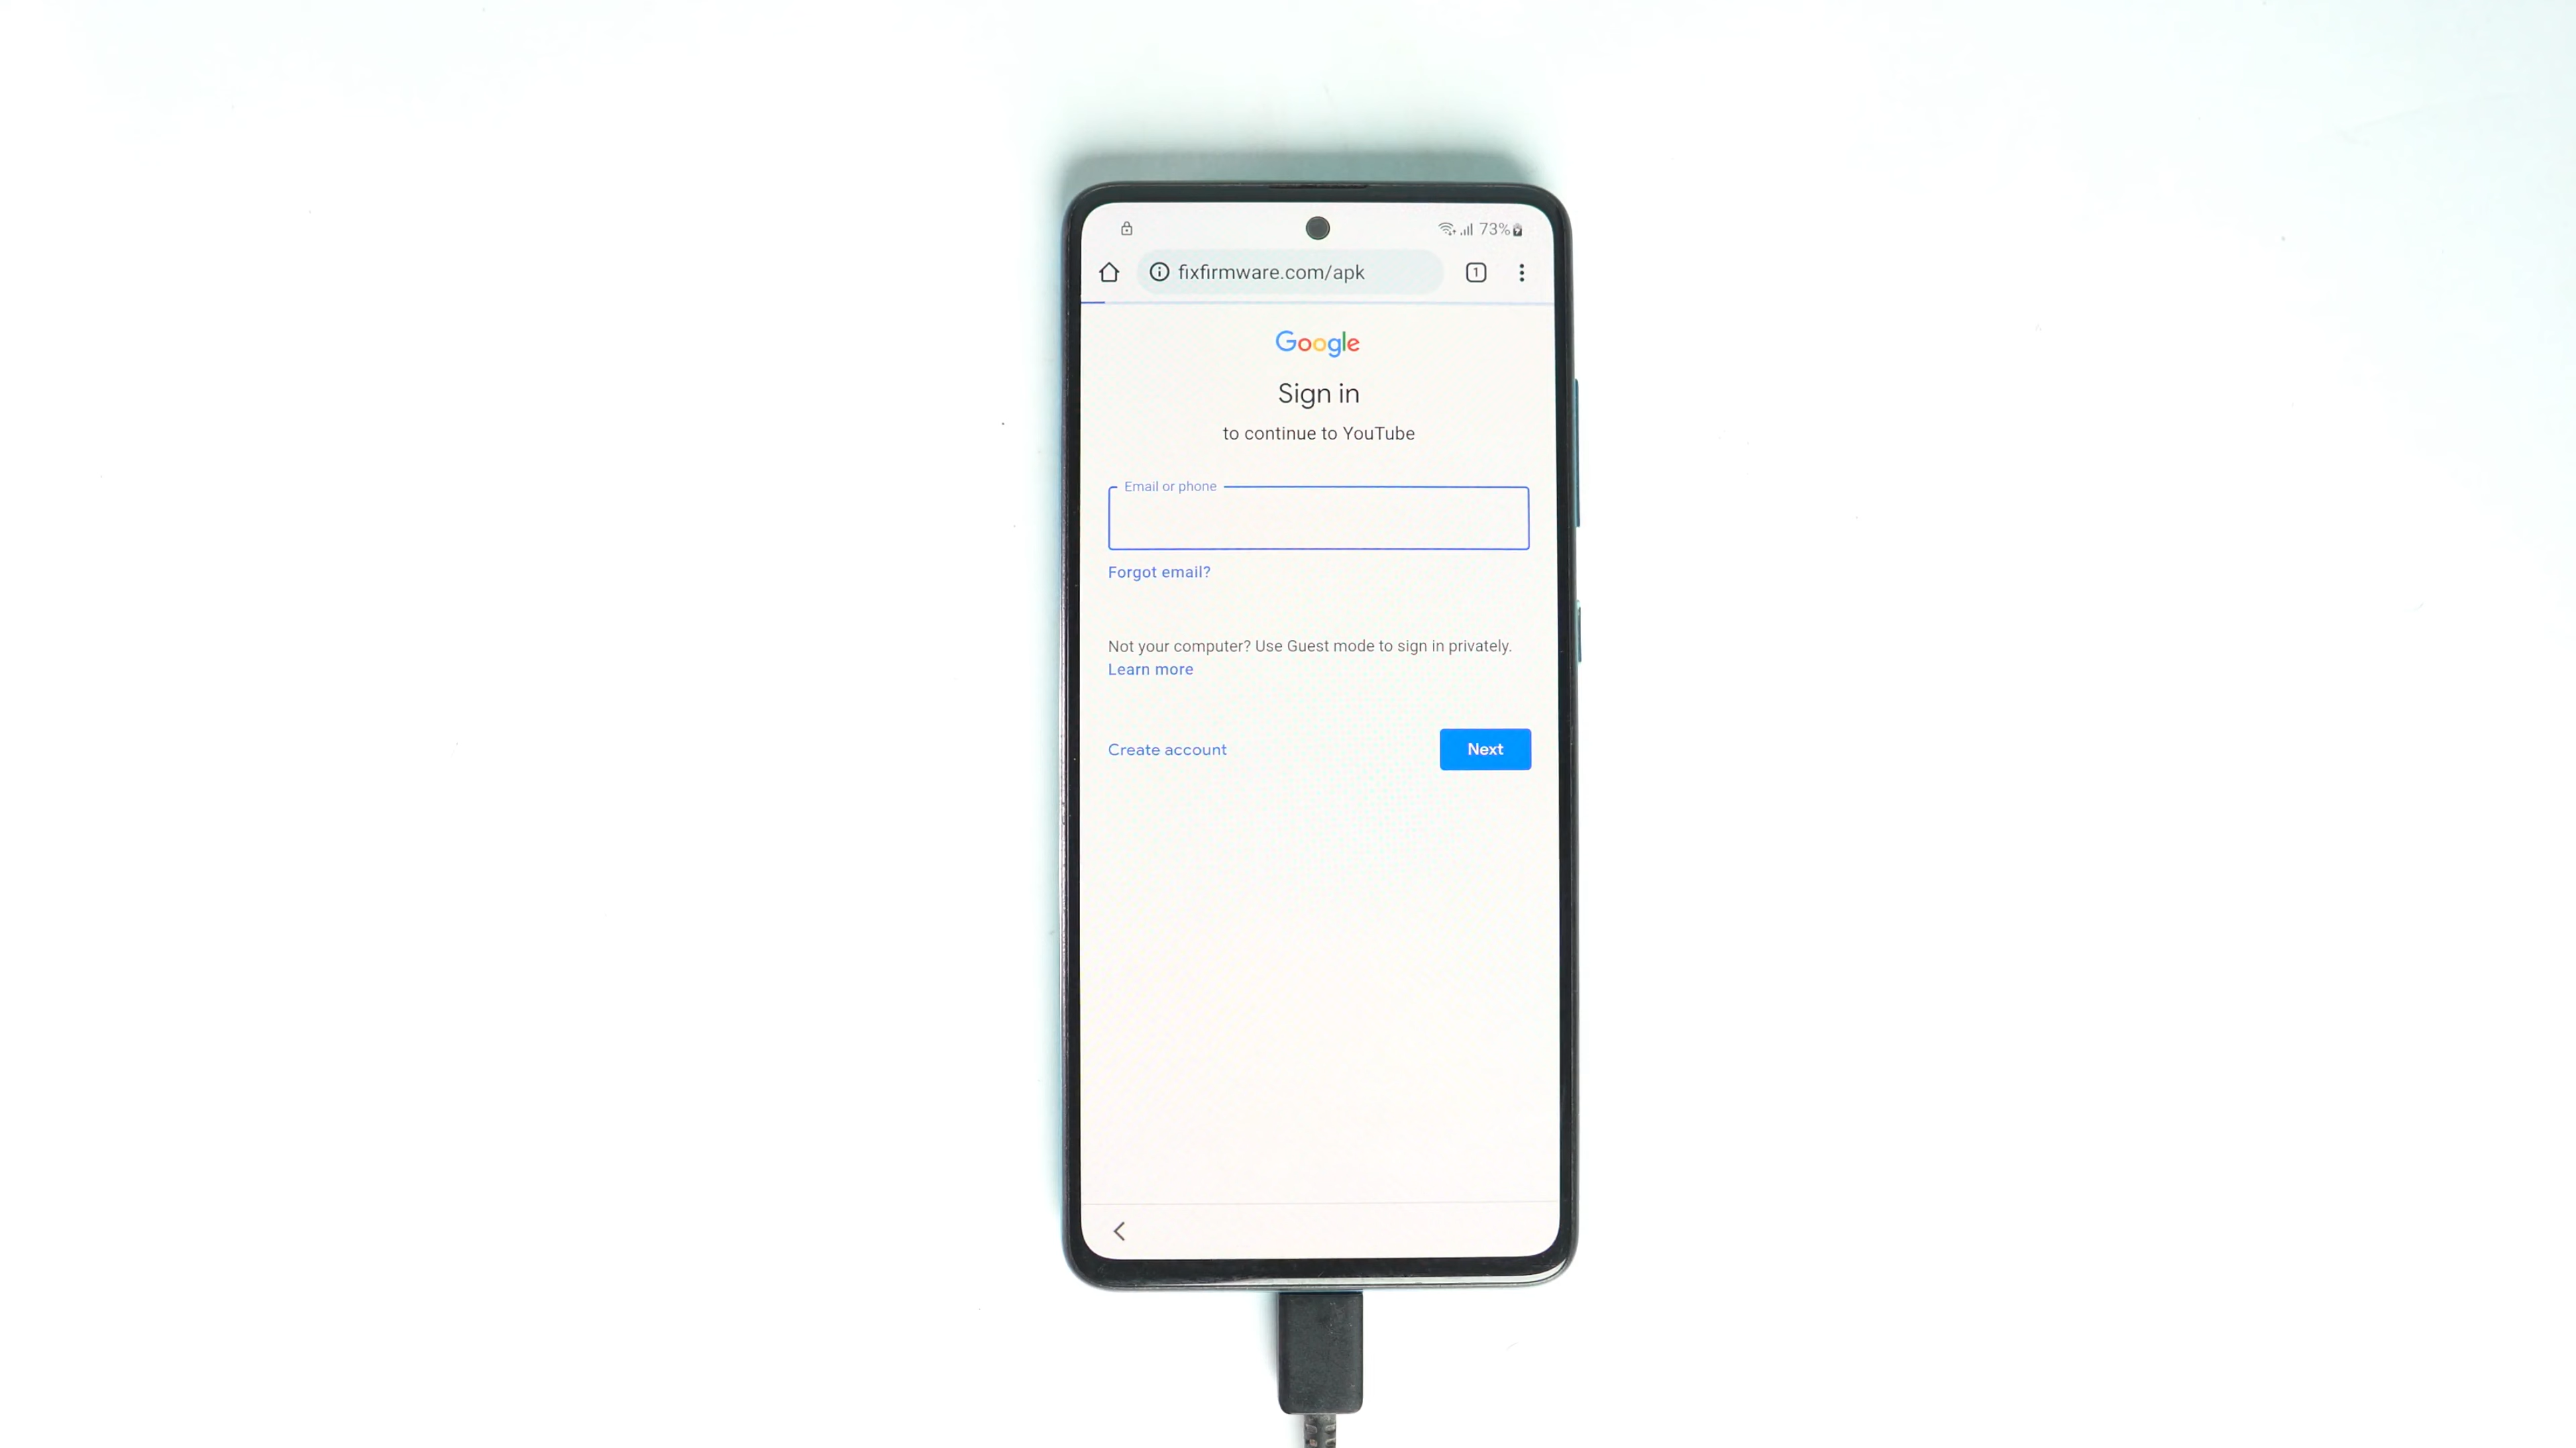 73%
fixfirmware.com/apk
1
Google
Sign in
to continue to YouTube
Email or phone
Forgot email?
Not your computer? Use Guest mode to sign in privately.
Learn more
Create account
Next